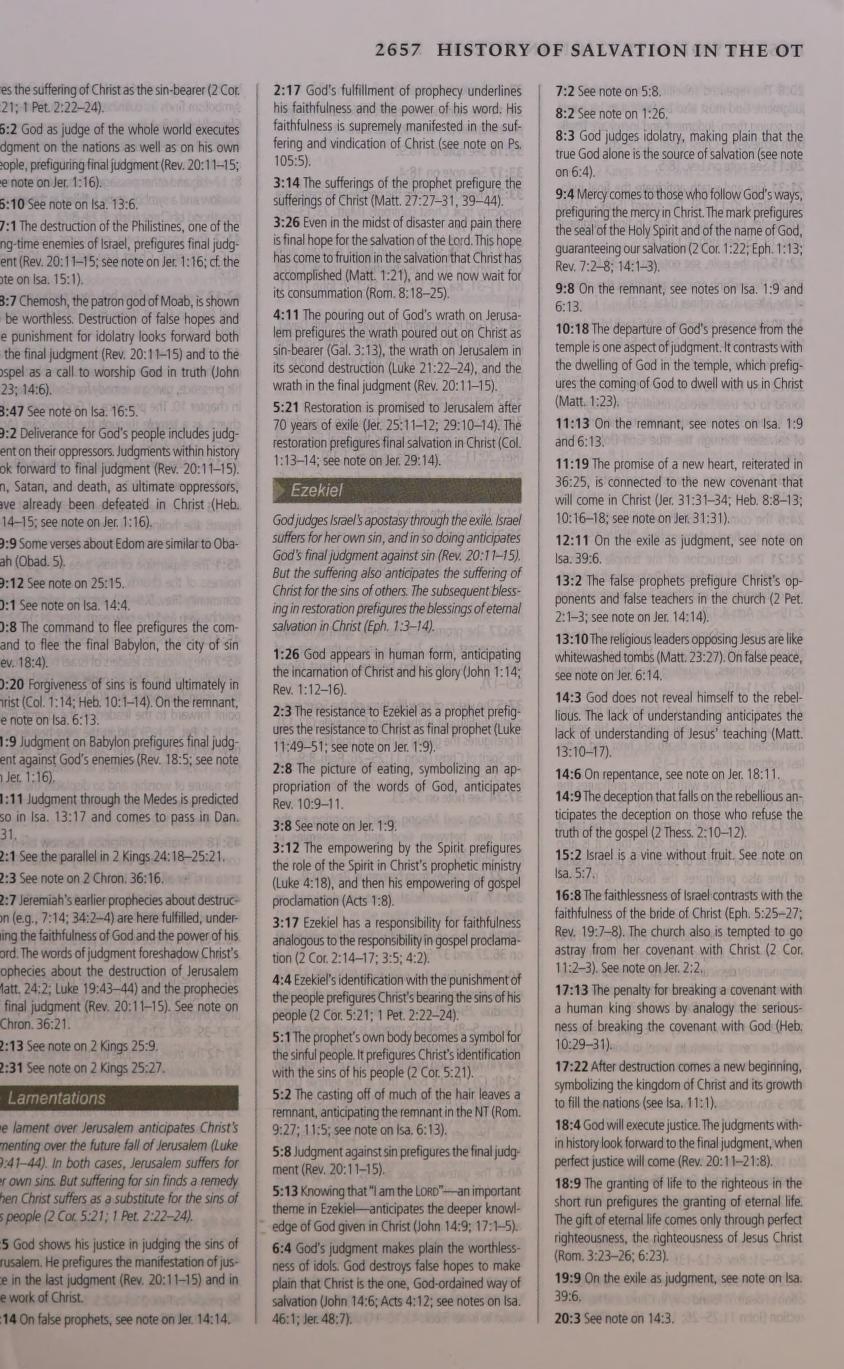 2657 HISTORY OF SALVATION IN THE OT
es the suffering of Christ as the sin-bearer (2 Cor.
21; 1 Pet. 2:22–24).
6:2 God as judge of the whole world executes
dgment on the nations as well as on his own
eople, prefiguring final judgment (Rev. 20:11–15;
e note on Jer. 1:16).
6:10 See note on Isa. 13:6.
7:1 The destruction of the Philistines, one of the
ng-time enemies of Israel, prefigures final judg-
ent (Rev. 20:11–15; see note on Jer. 1:16; cf. the
ote on Isa. 15:1).
8:7 Chemosh, the patron god of Moab, is shown
be worthless. Destruction of false hopes and
e punishment for idolatry looks forward both
the final judgment (Rev. 20:11–15) and to the
ospel as a call to worship God in truth (John
23; 14:6).
8:47 See note on Isa. 16:5.
9:2 Deliverance for God's people includes judg-
ent on their oppressors. Judgments within history
ok forward to final judgment (Rev. 20:11–15).
n, Satan, and death, as ultimate oppressors,
ave already been defeated in Christ (Heb.
14–15; see note on Jer. 1:16).
9:9 Some verses about Edom are similar to Oba-
ah (Obad. 5).
9:12 See note on 25:15.
0:1 See note on Isa. 14:4.
0:8 The command to flee prefigures the com-
and to flee the final Babylon, the city of sin
ev. 18:4).
0:20 Forgiveness of sins is found ultimately in
hrist (Col. 1:14; Heb. 10:1–14). On the remnant,
e note on Isa. 6:13.
1:9 Judgment on Babylon prefigures final judg-
ent against God's enemies (Rev. 18:5; see note
n Jer. 1:16).
1:11 Judgment through the Medes is predicted
so in Isa. 13:17 and comes to pass in Dan.
31.
2:1 See the parallel in 2 Kings 24:18–25:21.
2:3 See note on 2 Chron. 36:16.
2:7 Jeremiah's earlier prophecies about destruc-
on (e.g., 7:14; 34:2–4) are here fulfilled, under-
ning the faithfulness of God and the power of his
ord. The words of judgment foreshadow Christ's
ophecies about the destruction of Jerusalem
Matt. 24:2; Luke 19:43–44) and the prophecies
final judgment (Rev. 20:11–15). See note on
Chron. 36:21.
2:13 See note on 2 Kings 25:9.
2:31 See note on 2 Kings 25:27.
Lamentations
e lament over Jerusalem anticipates Christ's
menting over the future fall of Jerusalem (Luke
9:41–44). In both cases, Jerusalem suffers for
er own sins. But suffering for sin finds a remedy
hen Christ suffers as a substitute for the sins of
s people (2 Cor. 5:21; 1 Pet. 2:22–24).
:5 God shows his justice in judging the sins of
rusalem. He prefigures the manifestation of jus-
ce in the last judgment (Rev. 20:11–15) and in
e work of Christ.
:14 On false prophets, see note on Jer. 14:14.
2:17 God's fulfillment of prophecy underlines
his faithfulness and the power of his word. His
faithfulness is supremely manifested in the suf-
fering and vindication of Christ (see note on Ps.
105:5).
3:14 The sufferings of the prophet prefigure the
sufferings of Christ (Matt. 27:27–31, 39–44).
3:26 Even in the midst of disaster and pain there
is final hope for the salvation of the Lord. This hope
has come to fruition in the salvation that Christ has
accomplished (Matt. 1:21), and we now wait for
its consummation (Rom. 8:18–25).
4:11 The pouring out of God's wrath on Jerusa-
lem prefigures the wrath poured out on Christ as
sin-bearer (Gal. 3:13), the wrath on Jerusalem in
its second destruction (Luke 21:22–24), and the
wrath in the final judgment (Rev. 20:11–15).
5:21 Restoration is promised to Jerusalem after
70 years of exile (Jer. 25:11–12; 29:10–14). The
restoration prefigures final salvation in Christ (Col.
1:13–14; see note on Jer. 29:14).
Ezekiel
God judges Israel's apostasy through the exile. Israel
suffers for her own sin, and in so doing anticipates
God's final judgment against sin (Rev. 20:11–15).
But the suffering also anticipates the suffering of
Christ for the sins of others. The subsequent bless-
ing in restoration prefigures the blessings of eternal
salvation in Christ (Eph. 1:3–14).
1:26 God appears in human form, anticipating
the incarnation of Christ and his glory (John 1:14;
Rev. 1:12–16).
2:3 The resistance to Ezekiel as a prophet prefig-
ures the resistance to Christ as final prophet (Luke
11:49–51; see note on Jer. 1:9).
2:8 The picture of eating, symbolizing an ap-
propriation of the words of God, anticipates
Rev. 10:9–11.
3:8 See note on Jer. 1:9.
3:12 The empowering by the Spirit prefigures
the role of the Spirit in Christ's prophetic ministry
(Luke 4:18), and then his empowering of gospel
proclamation (Acts 1:8).
3:17 Ezekiel has a responsibility for faithfulness
analogous to the responsibility in gospel proclama-
tion (2 Cor. 2:14–17; 3:5; 4:2).
4:4 Ezekiel's identification with the punishment of
the people prefigures Christ's bearing the sins of his
people (2 Cor. 5:21; 1 Pet. 2:22–24).
5:1 The prophet's own body becomes a symbol for
the sinful people. It prefigures Christ's identification
with the sins of his people (2 Cor. 5:21).
5:2 The casting off of much of the hair leaves a
remnant, anticipating the remnant in the NT (Rom.
9:27; 11:5; see note on Isa. 6:13).
5:8 Judgment against sin prefigures the final judg-
ment (Rev. 20:11–15).
5:13 Knowing that "I am the LORD"—an important
theme in Ezekiel—anticipates the deeper knowl-
edge of God given in Christ (John 14:9; 17:1–5).
6:4 God's judgment makes plain the worthless-
ness of idols. God destroys false hopes to make
plain that Christ is the one, God-ordained way of
salvation (John 14:6; Acts 4:12; see notes on Isa.
46:1; Jer. 48:7).
7:2 See note on 5:8.
8:2 See note on 1:26.
8:3 God judges idolatry, making plain that the
true God alone is the source of salvation (see note
on 6:4).
9:4 Mercy comes to those who follow God's ways,
prefiguring the mercy in Christ. The mark prefigures
the seal of the Holy Spirit and of the name of God,
guaranteeing our salvation (2 Cor. 1:22; Eph. 1:13;
Rev. 7:2–8; 14:1–3).
9:8 On the remnant, see notes on Isa. 1:9 and
6:13.
10:18 The departure of God's presence from the
temple is one aspect of judgment. It contrasts with
the dwelling of God in the temple, which prefig-
ures the coming of God to dwell with us in Christ
(Matt. 1:23).
11:13 On the remnant, see notes on Isa. 1:9
and 6:13.
11:19 The promise of a new heart, reiterated in
36:25, is connected to the new covenant that
will come in Christ (Jer. 31:31–34; Heb. 8:8–13;
10:16–18; see note on Jer. 31:31).
12:11 On the exile as judgment, see note on
Isa. 39:6.
13:2 The false prophets prefigure Christ's op-
ponents and false teachers in the church (2 Pet.
2:1–3; see note on Jer. 14:14).
13:10 The religious leaders opposing Jesus are like
whitewashed tombs (Matt. 23:27). On false peace,
see note on Jer. 6:14.
14:3 God does not reveal himself to the rebel-
lious. The lack of understanding anticipates the
lack of understanding of Jesus' teaching (Matt.
13:10–17).
14:6 On repentance, see note on Jer. 18:11.
14:9 The deception that falls on the rebellious an-
ticipates the deception on those who refuse the
truth of the gospel (2 Thess. 2:10–12).
15:2 Israel is a vine without fruit. See note on
Isa. 5:7.
16:8 The faithlessness of Israel contrasts with the
faithfulness of the bride of Christ (Eph. 5:25–27;
Rev. 19:7–8). The church also is tempted to go
astray from her covenant with Christ (2 Cor.
11:2–3). See note on Jer. 2:2.
17:13 The penalty for breaking a covenant with
a human king shows by analogy the serious-
ness of breaking the covenant with God (Heb.
10:29–31).
17:22 After destruction comes a new beginning,
symbolizing the kingdom of Christ and its growth
to fill the nations (see Isa. 11:1).
18:4 God will execute justice. The judgments with-
in history look forward to the final judgment, when
perfect justice will come (Rev. 20:11–21:8).
18:9 The granting of life to the righteous in the
short run prefigures the granting of eternal life.
The gift of eternal life comes only through perfect
righteousness, the righteousness of Jesus Christ
(Rom. 3:23–26; 6:23).
19:9 On the exile as judgment, see note on Isa.
39:6.
20:3 See note on 14:3.